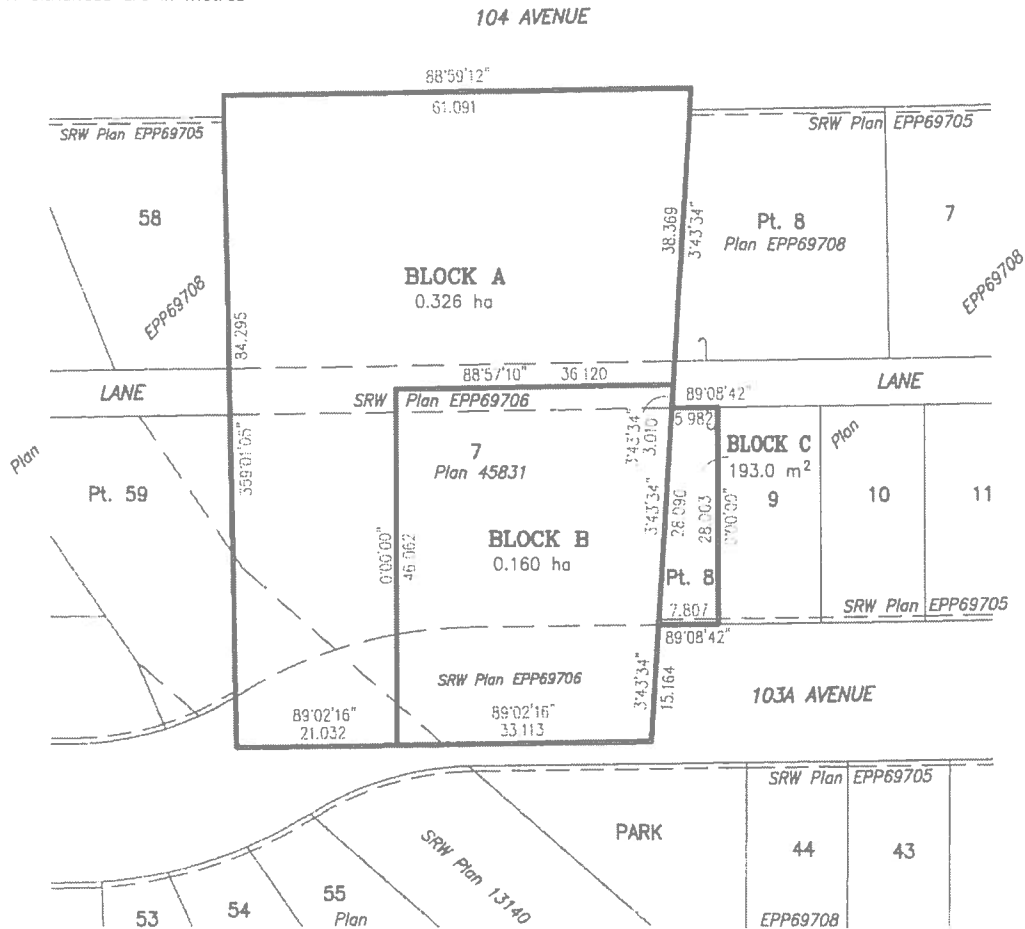 104 AVENUE
88°59'12"
61.091
SRW Plan EPP69705
SRW Plan EPP69705
58
EPP69708
Pt. 8
Plan EPP69708
7
EPP69708
38.369
3°43'34"
BLOCK A
0.326 ha
84.295
LANE
88°57'10" 36.120
LANE
SRW Plan EPP69706
89°08'42"
5.982
3°43'34"
3.010
7
Plan 45831
BLOCK C
193.0 m²
Plan
Plan
Pt. 59
359°01'05"
9
10
11
0°00'00"
46.062
BLOCK B
0.160 ha
3°43'34"
28.090
28.003
0°00'00"
Pt. 8
7.807
SRW Plan EPP69705
89°08'42"
SRW Plan EPP69706
3°43'34"
15.164
103A AVENUE
89°02'16"
21.032
89°02'16"
33.113
SRW Plan EPP69705
PARK
44
43
SRW Plan 13140
53
54
55
Plan
EPP69708